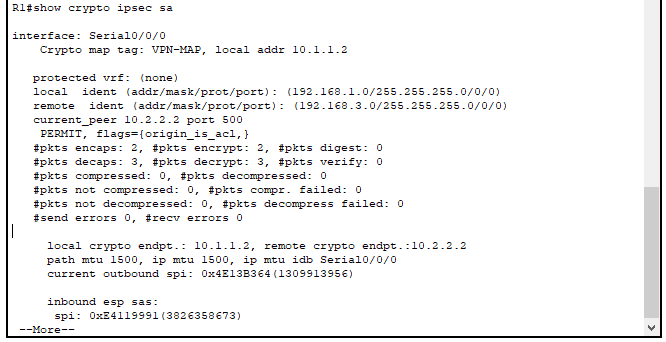 R1#show crypto ipsec sa
interface: Serial0/0/0
Crypto map tag: VPN-MAP, local addr 10.1.1.2
protected vrf: (none)
local ident (addr/mask/prot/port): (192.168.1.0/255.255.255.0/0/0)
remote ident (addr/mask/prot/port): (192.168.3.0/255.255.255.0/0/0)
current_peer 10.2.2.2 port 500
PERMIT, flags={origin_is_acl,}
#pkts encaps: 2, #pkts encrypt: 2, #pkts digest: 0
#pkts decaps: 3, #pkts decrypt: 3, #pkts verify: 0
#pkts compressed: 0, #pkts decompressed: 0
#pkts not compressed: 0, #pkts compr. failed: 0
#pkts not decompressed: 0, #pkts decompress failed: 0
#send errors 0, #recv errors 0
local crypto endpt.: 10.1.1.2, remote crypto endpt.:10.2.2.2
path mtu 1500, ip mtu 1500, ip mtu idb Serial0/0/0
current outbound spi: 0x4E13B364(1309913956)
inbound esp sas:
spi: 0xE4119991(3826358673)
--More--